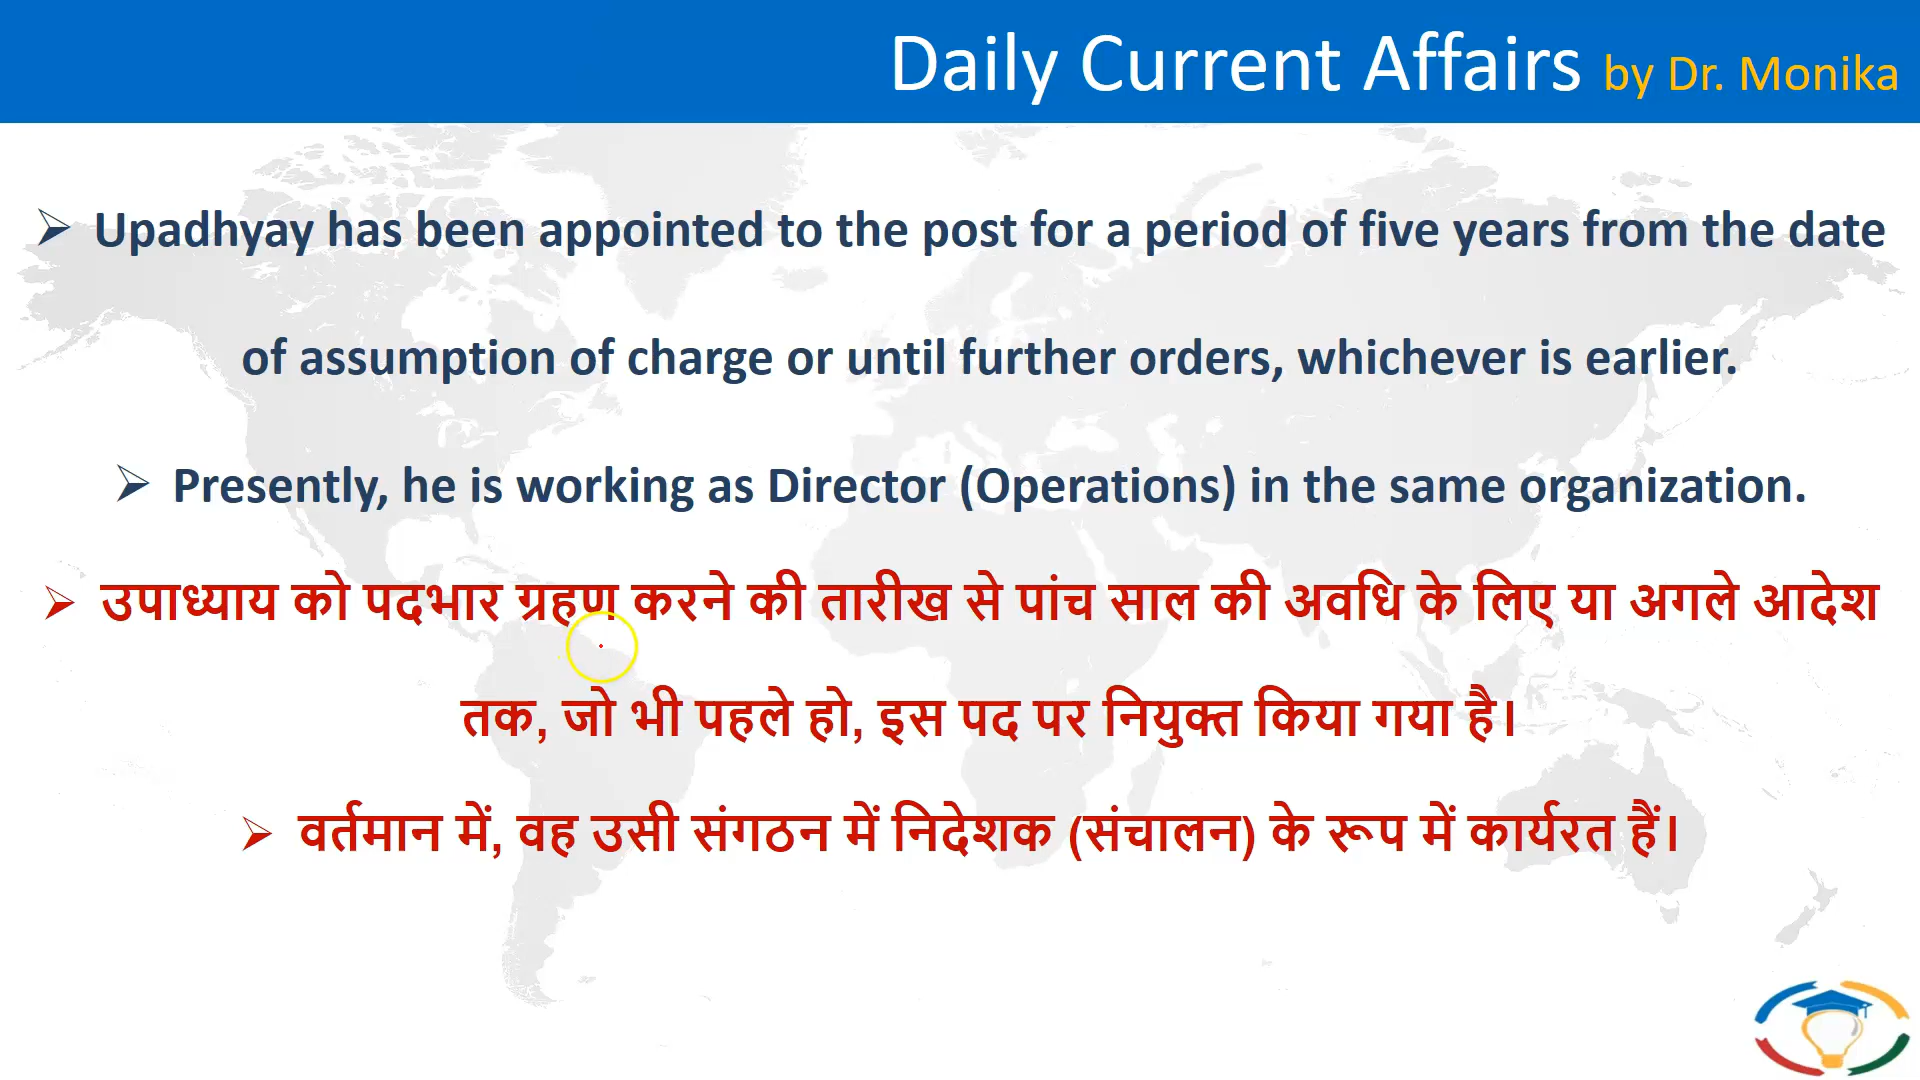 Daily Current Affairs by Dr. Monika
➢ Upadhyay has been appointed to the post for a period of five years from the date
of assumption of charge or until further orders, whichever is earlier.
➢ Presently, he is working as Director (Operations) in the same organization.
➢ उपाध्याय को पदभार ग्रहण करने की तारीख से पांच साल की अवधि के लिए या अगले आदेश
तक, जो भी पहले हो, इस पद पर नियुक्त किया गया है।
➢ वर्तमान में, वह उसी संगठन में निदेशक (संचालन) के रूप में कार्यरत हैं।